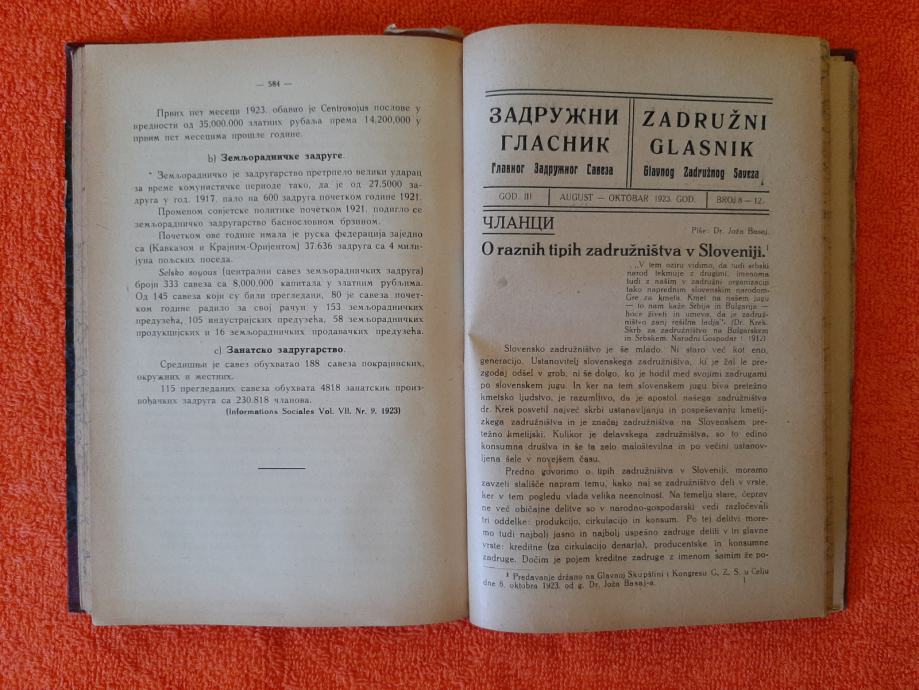 — 584 —
Првих пет месеци 1923. обавио је Centrosojus послове у
вредности од 35,000.000 златних рубаља према 14,200,000 у
првим пет месецима прошле године.
b) Земљорадничке задруге.
Земљорадничко је задругарство претрпело велики ударац
за време комунистичке периоде тако, да је од 27.5000 за-
друга у год. 1917. пало на 600 задруга почетком године 1921.
Променом совјетске политике почетком 1921. подигло се
земљорадничко задругарство баснословном брзином.
Почетком ове године имала је руска федерација заједно
са (Кавказом и Крајним-Оријентом) 37.636 задруга са 4 мили-
јуна пољских поседа.
Selsko soyous (централни савез земљорадничких задруга)
броји 333 савеза са 8,000.000 капитала у златним рубљима.
Од 145 савеза који су били прегледани, 80 је савеза почет-
ком године радило за свој рачун у 153 земљорадничких
предузећа, 105 индустријских предузећа, 58 земљорадничких
продукцијских и 16 земљорадничких продавачких предузећа.
c) Занатско задругарство.
Средишњи је савез обухватао 188 савеза покрајинских,
окружних и местних.
115 прегледаних савеза обухвата 4818 занатсик произ-
вођачких задруга са 230.818 чланова.
(Informations Sociales Vol. VII. Nr. 9. 1923)
ЗАДРУЖНИ
ГЛАСНИК
Главног Задружног Савеза
ZADRUŽNI
GLASNIK
Glavnog Zadružnog Saveza
GOD. III AUGUST — OKTOBAR 1923. GOD. BROJ 8 — 12.
ЧЛАНЦИ
Piše: Dr. Joža Basaj.
O raznih tipih zadružništva v Sloveniji.¹
„V tem oziru vidimo, da tudi srbski
narod tekmuje z drugimi, imenoma
tudi z našim v zadružni organizaciji
tako naprednim slovenskim narodom.
Gre za kmeta. Kmet na našem jugu
— to nam kaže Srbija in Bulgarija —
hoče živeti in umeva, da je zadruž-
ništvo zanj rešilna ladja". (Dr. Krek.
Skrb za zadružništvo na Bulgarskem
in Srbskem. Narodni Gospodar 1912)
Slovensko zadružništvo je še mlado. Ni staro več kot eno,
generacijo. Ustanovitelj slovenskega zadružništva, ki je žal le pre-
zgodaj odšel v grob, ni še dolgo, ko je hodil med svojimi zadrugami
po slovenskem jugu. In ker na tem slovenskem jugu biva pretežno
kmetsko ljudstvo, je razumljivo, da je apostol našega zadružništva
dr. Krek posvetil največ skrbi ustanavljanju in pospeševanju kmetij-
zkega zadružništva in je značaj zadružništva na Slovenskem pre-
težno kmetijski. Kolikor je delavskega zadružništva, so to edino
konsumna društva in še ta zelo maloštevilna in po večini ustanov-
ljena šele v novejšem času.
Predno govorimo o tipih zadružništva v Sloveniji, moramo
zavzeti stališče napram temu, kako naj se zadružništvo deli v vrste,
ker v tem pogledu vlada velika neenotnost. Na temelju stare, čeprav
ne več običajne delitve so v narodno-gospodarski vedi razločevali
tri oddelke: produkcijo, cirkulacijo in konsum. Po tej delitvi more-
mo tudi najbolj jasno in najbolj uspešno zadruge delili v tri glavne
vrste: kreditne (za cirkulacijo denarja), producentske in konsumne
zadruge. Dočim je pojem kreditne zadruge z imenom samim že po-
¹ Predavanje držano na Glavnoj Skupštini i Kongresu G. Z. S. u Celju
dne 6. oktobra 1923. od g. Dr. Joža Basaj-a.
1